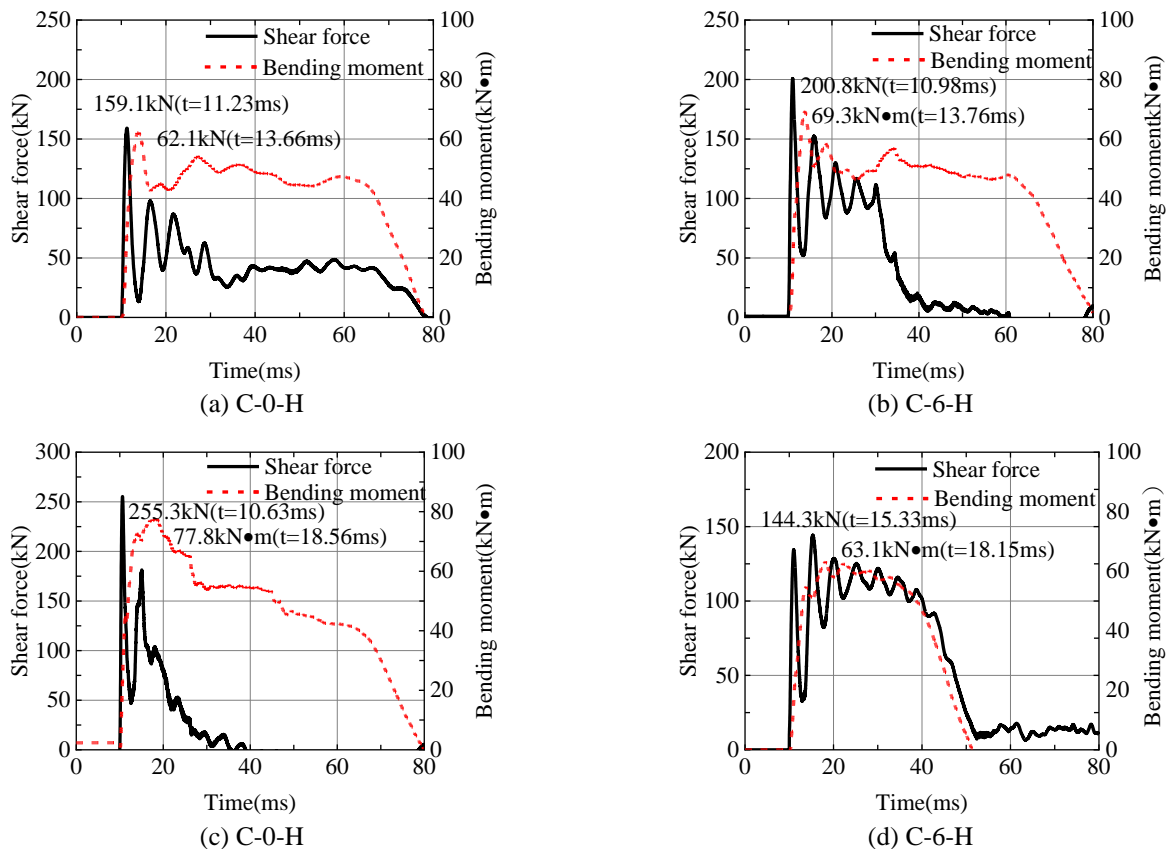 250
200
150
100
50
0
Shear force(kN)
100
80
60
40
20
0
Bending moment(kN●m)
Shear force
Bending moment
159.1kN(t=11.23ms)
62.1kN(t=13.66ms)
0 20 40 60 80
Time(ms)
(a) C-0-H
250
200
150
100
50
0
Shear force(kN)
100
80
60
40
20
0
Bending moment(kN●m)
Shear force
Bending moment
200.8kN(t=10.98ms)
69.3kN●m(t=13.76ms)
0 20 40 60 80
Time(ms)
(b) C-6-H
300
250
200
150
100
50
0
Shear force(kN)
100
80
60
40
20
0
Bending moment(kN●m)
Shear force
Bending moment
255.3kN(t=10.63ms)
77.8kN●m(t=18.56ms)
0 20 40 60 80
Time(ms)
(c) C-0-H
200
150
100
50
0
Shear force(kN)
100
80
60
40
20
0
Bending moment(kN●m)
Shear force
Bending moment
144.3kN(t=15.33ms)
63.1kN●m(t=18.15ms)
0 20 40 60 80
Time(ms)
(d) C-6-H